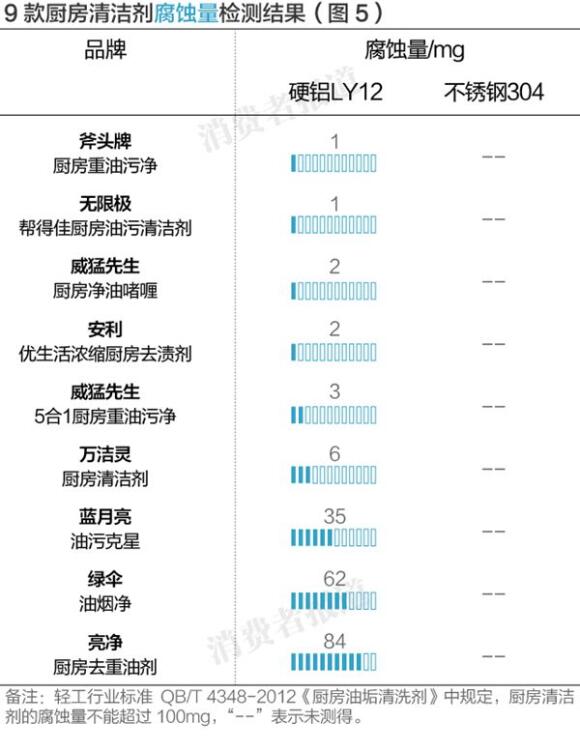 9 款厨房清洁剂腐蚀量检测结果（图 5）
品牌
腐蚀量/mg
硬铝LY12
不锈钢304
斧头牌
厨房重油污净
1
--
无限极
帮得佳厨房油污清洁剂
1
--
威猛先生
厨房净油啫喱
2
--
安利
优生活浓缩厨房去渍剂
2
--
威猛先生
5合1厨房重油污净
3
--
万洁灵
厨房清洁剂
6
--
蓝月亮
油污克星
35
--
绿伞
油烟净
62
--
亮净
厨房去重油剂
84
--
备注：轻工行业标准 QB/T 4348-2012《厨房油垢清洗剂》中规定，厨房清洁
剂的腐蚀量不能超过 100mg，“--”表示未测得。
消费者报道
消费者报道